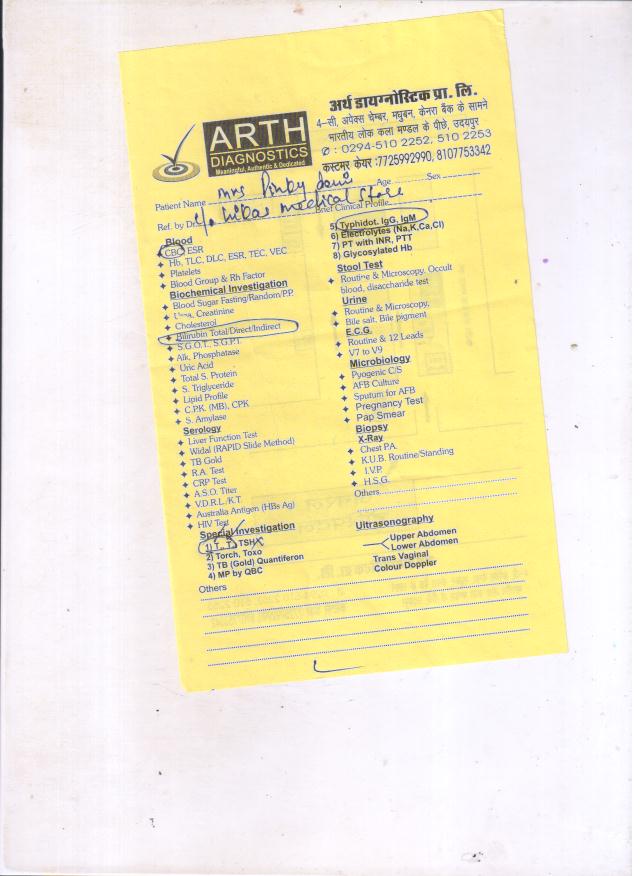 अर्थ डायग्नोस्टिक प्रा. लि.
4–सी, अपेक्स चेम्बर, मधुबन, केनरा बैंक के सामने
भारतीय लोक कला मण्डल के पीछे, उदयपुर
✆ : 0294-510 2252, 510 2253
कस्टमर केयर :7725992990, 8107753342
ARTH
DIAGNOSTICS
Meaningful, Authentic & Dedicated
Patient Name Mrs Pinky Age Sex
Ref. by Dr. C/o Vikas medical Store Brief Clinical Profile
Blood
CBC ESR
Hb, TLC, DLC, ESR, TEC, VEC
Platelets
Blood Group & Rh Factor
Biochemical Investigation
Blood Sugar Fasting/Random/P.P.
Urea, Creatinine
Cholesterol
Bilirubin Total/Direct/Indirect
S.G.O.T., S.G.P.T.
Alk. Phosphatase
Uric Acid
Total S. Protein
S. Triglyceride
Lipid Profile
C.P.K. (MB), CPK
S. Amylase
Serology
Liver Function Test
Widal (RAPID Slide Method)
TB Gold
R.A. Test
CRP Test
A.S.O. Titer
V.D.R.L./K.T.
Australia Antigen (HBs Ag)
HIV Test
Special Investigation
1) T3 T4 TSH
2) Torch, Toxo
3) TB (Gold) Quantiferon
4) MP by QBC
Others
5) Typhidot. IgG, IgM
6) Electrolytes (Na,K,Ca,Cl)
7) PT with INR, PTT
8) Glycosylated Hb
Stool Test
Routine & Microscopy, Occult
blood, disaccharide test
Urine
Routine & Microscopy,
Bile salt, Bile pigment
E.C.G.
Routine & 12 Leads
V7 to V9
Microbiology
Pyogenic C/S
AFB Culture
Sputum for AFB
Pregnancy Test
Pap Smear
Biopsy
X-Ray
Chest P.A.
K.U.B. Routine/Standing
I.V.P.
H.S.G.
Others
Ultrasonography
Upper Abdomen
Lower Abdomen
Trans Vaginal
Colour Doppler